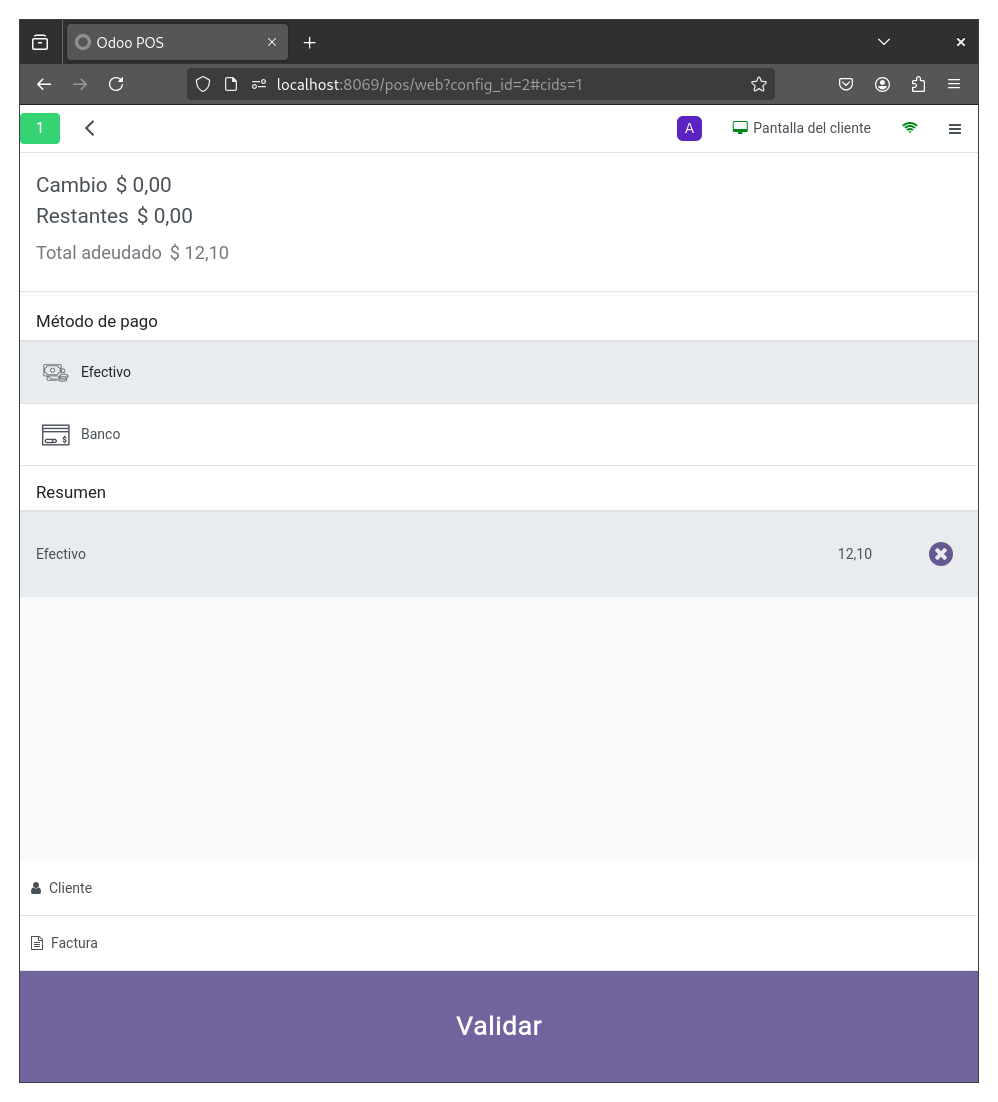 Odoo POS
localhost:8069/pos/web?config_id=2#cids=1
1
A
Pantalla del cliente
Cambio $ 0,00
Restantes $ 0,00
Total adeudado $ 12,10
Método de pago
Efectivo
Banco
Resumen
Efectivo 12,10
Cliente
Factura
Validar